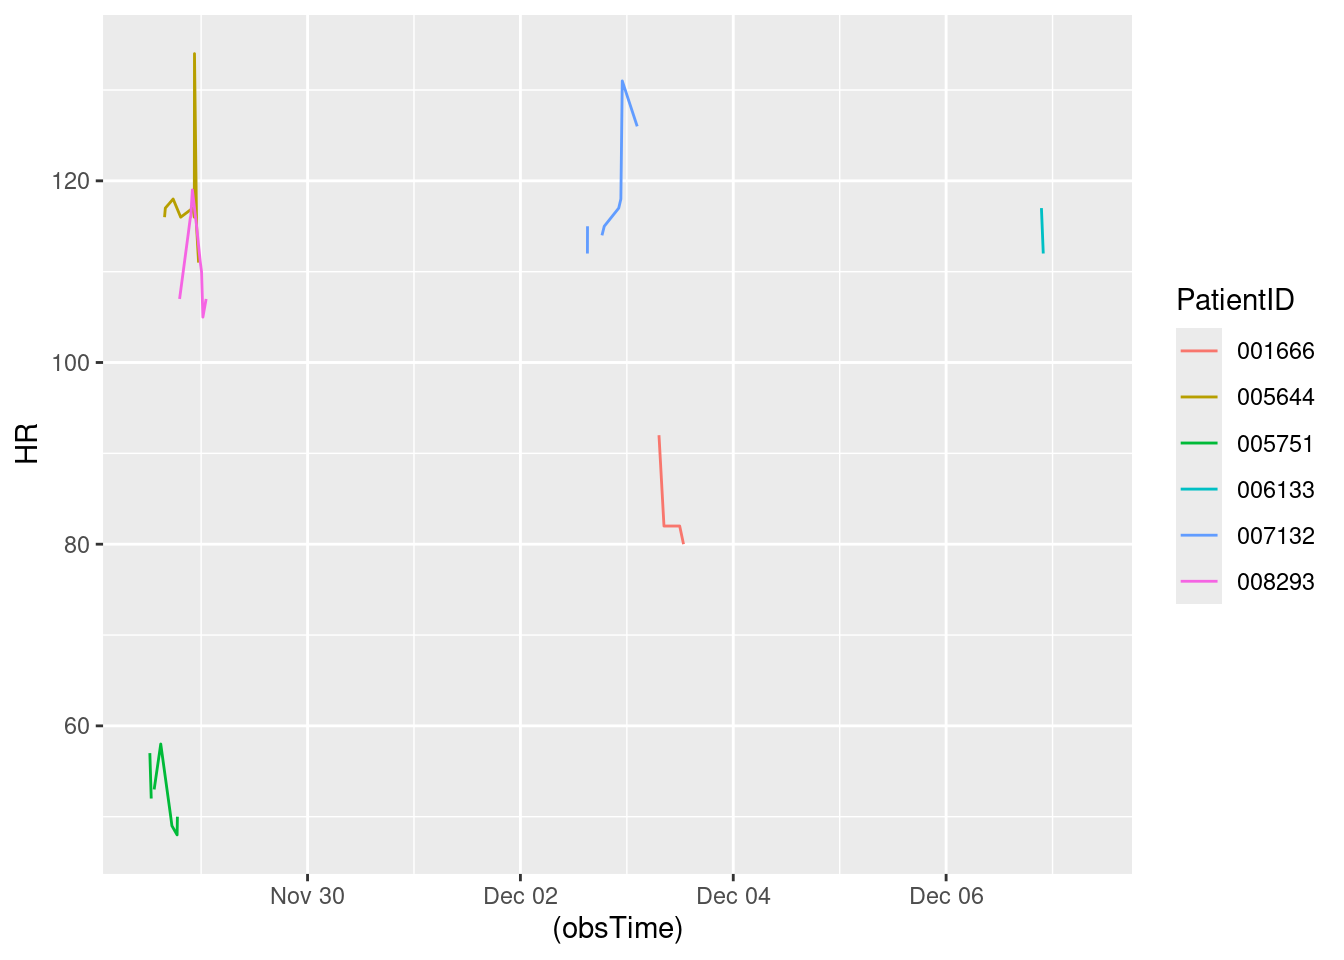 120
100
80
60
HR
Nov 30
Dec 02
Dec 04
Dec 06
(obsTime)
PatientID
001666
005644
005751
006133
007132
008293